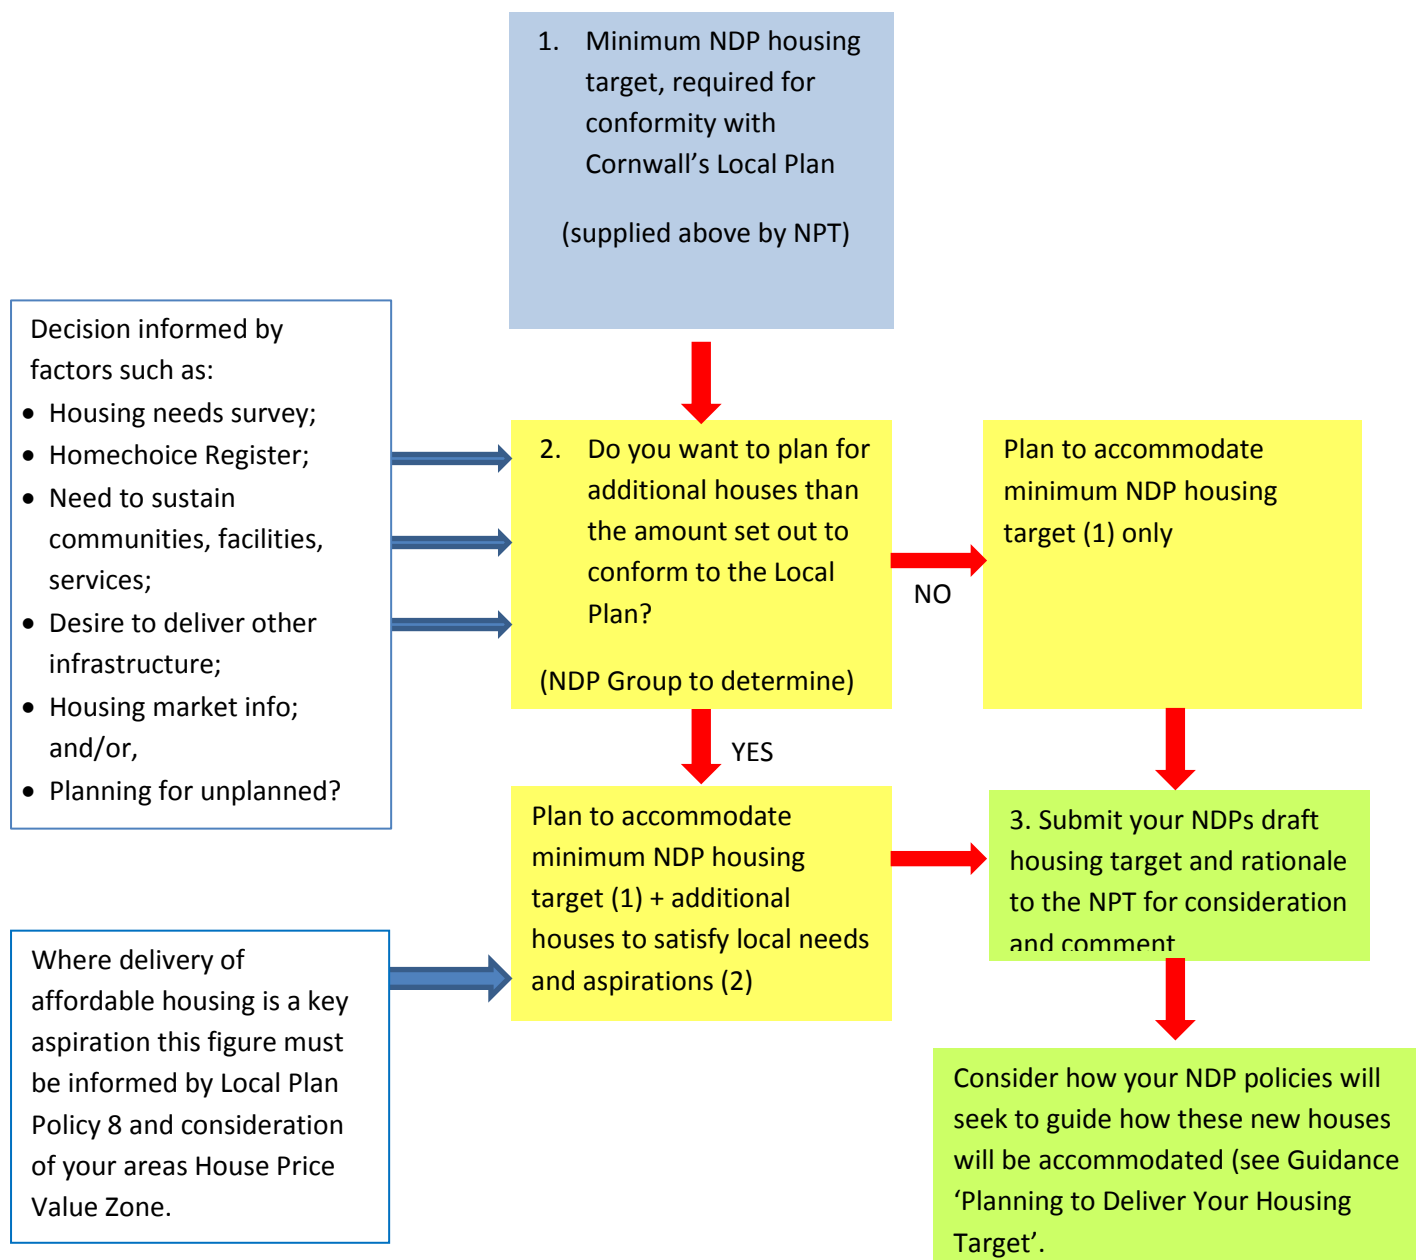 1. Minimum NDP housing
target, required for
conformity with
Cornwall’s Local Plan
(supplied above by NPT)
Decision informed by
factors such as:
• Housing needs survey;
• Homechoice Register;
• Need to sustain
communities, facilities,
services;
• Desire to deliver other
infrastructure;
• Housing market info;
and/or,
• Planning for unplanned?
2. Do you want to plan for
additional houses than
the amount set out to
conform to the Local
Plan?
(NDP Group to determine)
NO
Plan to accommodate
minimum NDP housing
target (1) only
YES
Plan to accommodate
minimum NDP housing
target (1) + additional
houses to satisfy local needs
and aspirations (2)
3. Submit your NDPs draft
housing target and rationale
to the NPT for consideration
and comment
Where delivery of
affordable housing is a key
aspiration this figure must
be informed by Local Plan
Policy 8 and consideration
of your areas House Price
Value Zone.
Consider how your NDP policies will
seek to guide how these new houses
will be accommodated (see Guidance
‘Planning to Deliver Your Housing
Target’.